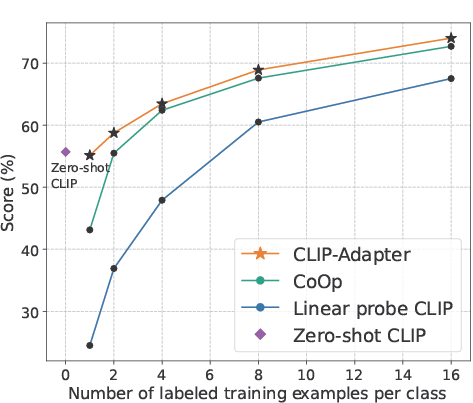 70
60
50
40
30
Score (%)
Zero-shot
CLIP
CLIP-Adapter
CoOp
Linear probe CLIP
Zero-shot CLIP
0 2 4 6 8 10 12 14 16
Number of labeled training examples per class